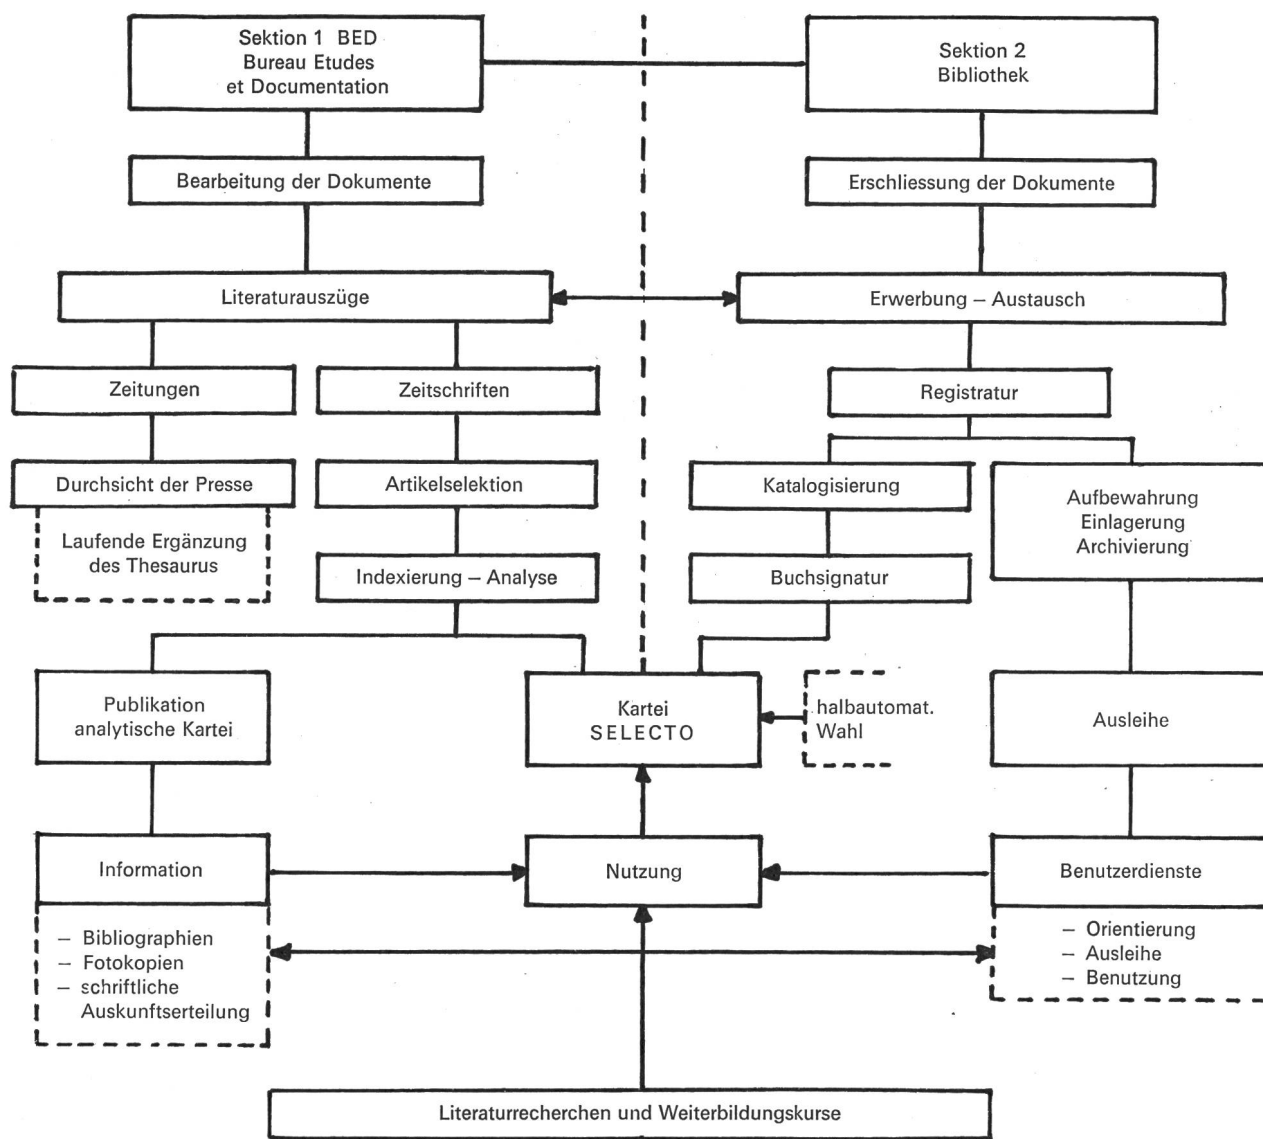 Sektion 1 BED
Bureau Etudes
et Documentation
Sektion 2
Bibliothek
Bearbeitung der Dokumente
Erschliessung der Dokumente
Literaturauszüge
Erwerbung – Austausch
Zeitungen
Zeitschriften
Registratur
Durchsicht der Presse
Artikelselektion
Katalogisierung
Aufbewahrung
Einlagerung
Archivierung
Laufende Ergänzung
des Thesaurus
Indexierung – Analyse
Buchsignatur
Publikation
analytische Kartei
Kartei
SELECTO
halbautomat.
Wahl
Ausleihe
Information
Nutzung
Benutzerdienste
– Bibliographien
– Fotokopien
– schriftliche
Auskunftserteilung
– Orientierung
– Ausleihe
– Benutzung
Literaturrecherchen und Weiterbildungskurse